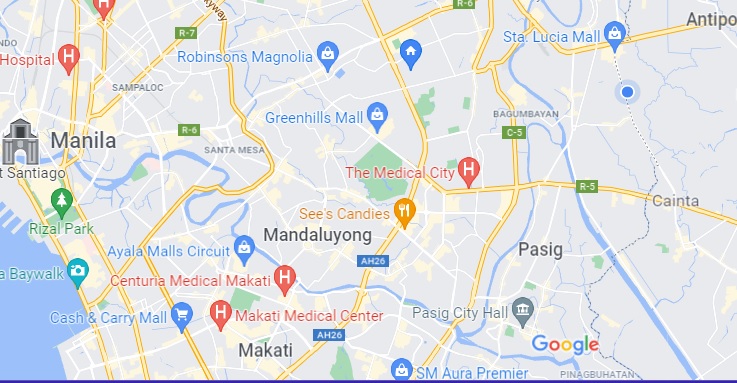 kyway
R-6
Antipo
R-7
Sta. Lucia Mall
NDO
Robinsons Magnolia
Hospital
SAMPALOC
Greenhills Mall
BAGUMBAYAN
R-6
C-5
Manila
SANTA MESA
t Santiago
The Medical City
R-5
Rizal Park
Cainta
See's Candies
Mandaluyong
Ayala Malls Circuit
Pasig
AH26
a Baywalk
Centuria Medical Makati
Cash & Carry Mall
Makati Medical Center
Pasig City Hall
AH26
Google
Makati
SM Aura Premier
PINAGBUHATAN